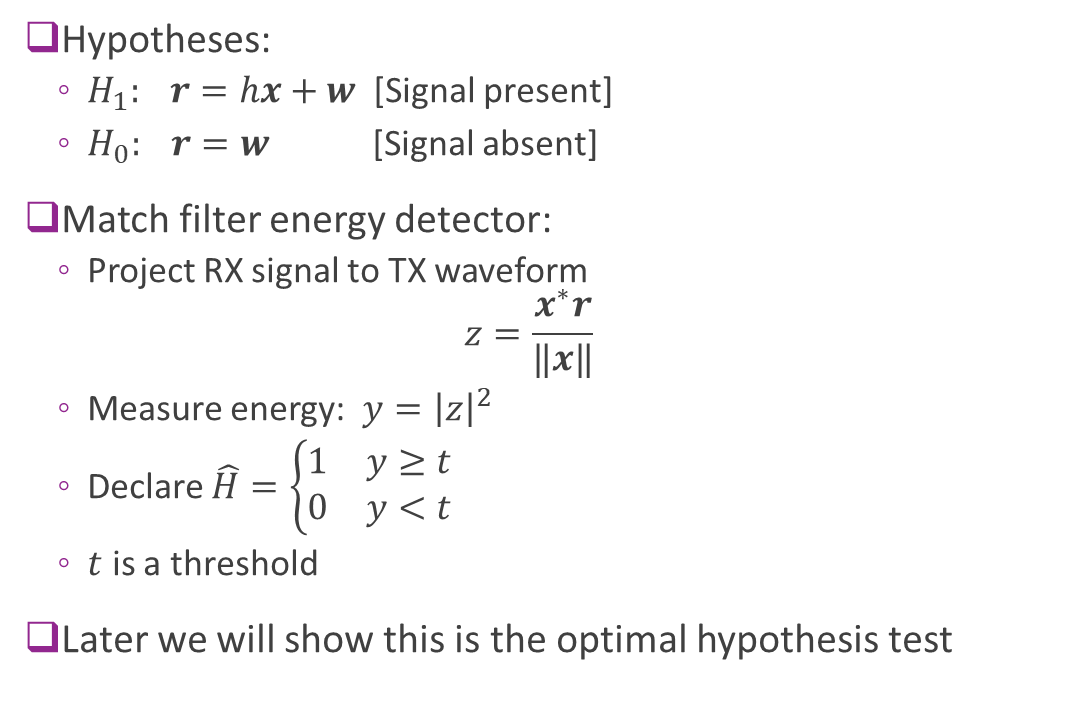 ❑Hypotheses:
◦ H₁: r = hx + w [Signal present]
◦ H₀: r = w [Signal absent]
❑Match filter energy detector:
◦ Project RX signal to TX waveform
z = x*r / ‖x‖
◦ Measure energy: y = |z|²
◦ Declare Ĥ = {1 y ≥ t
0 y < t
◦ t is a threshold
❑Later we will show this is the optimal hypothesis test